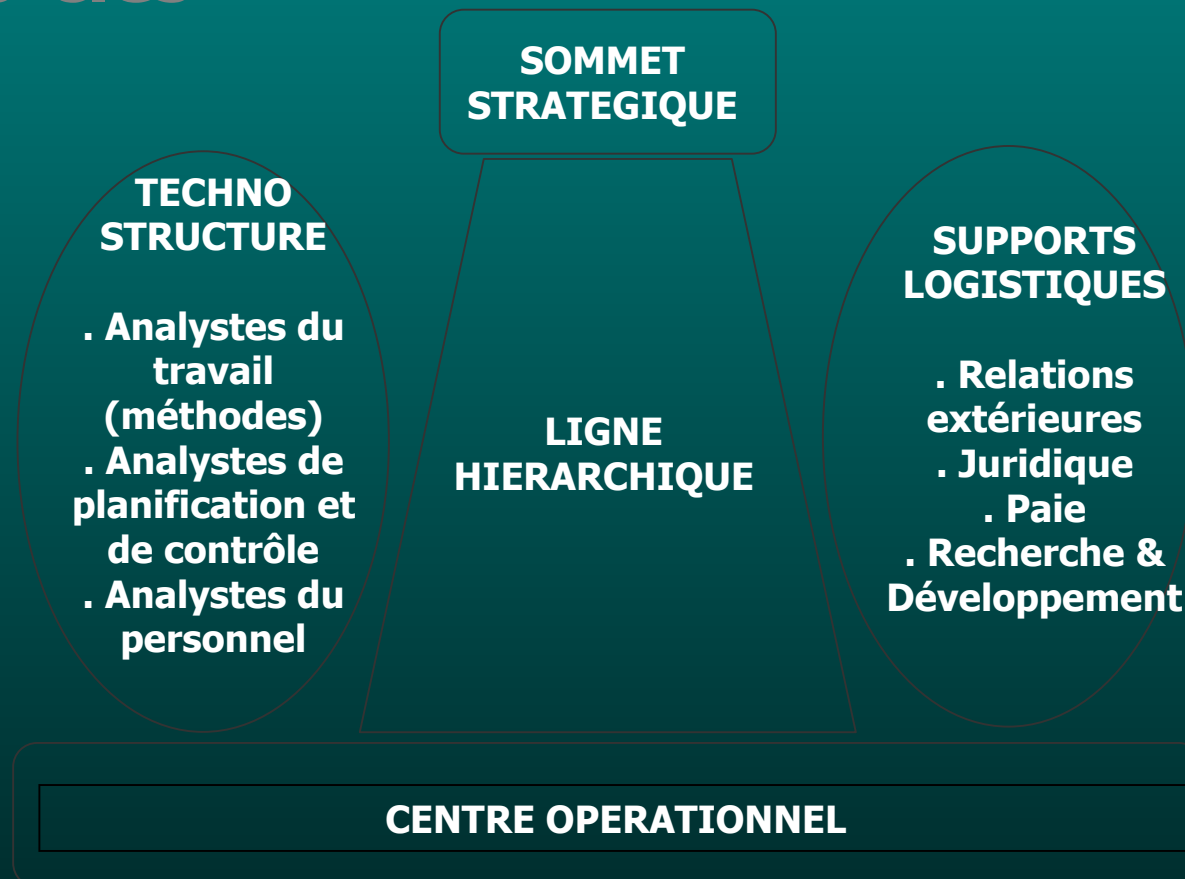 SOMMET
STRATEGIQUE
TECHNO
STRUCTURE
. Analystes du
travail
(méthodes)
. Analystes de
planification et
de contrôle
. Analystes du
personnel
LIGNE
HIERARCHIQUE
SUPPORTS
LOGISTIQUES
. Relations
extérieures
. Juridique
. Paie
. Recherche &
Développement
CENTRE OPERATIONNEL